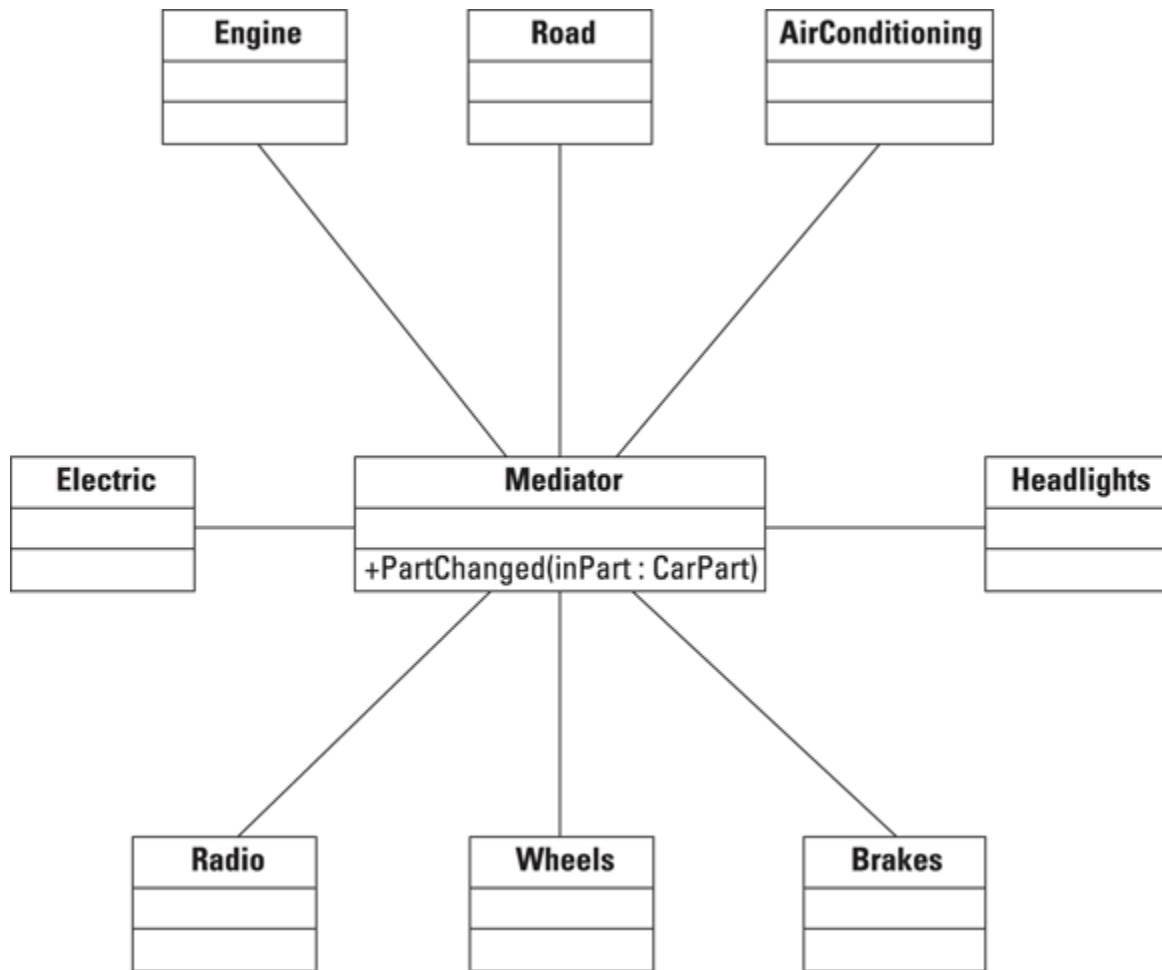 Engine
Road
AirConditioning
Electric
Mediator
Headlights
+PartChanged(inPart : CarPart)
Radio
Wheels
Brakes